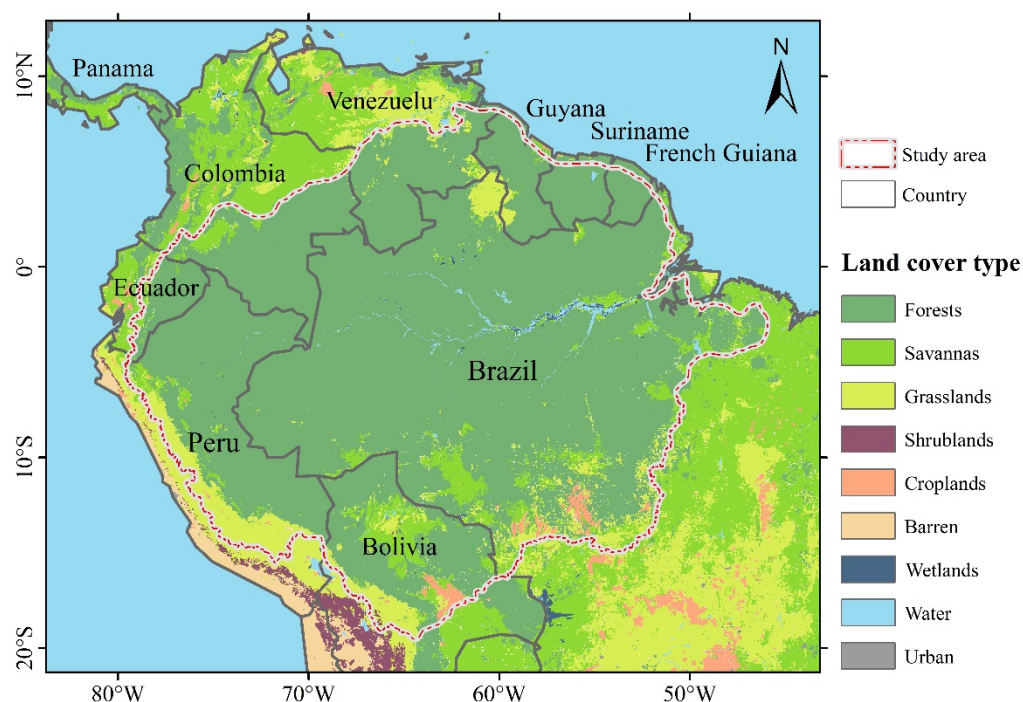 N
10°N
0°
10°S
20°S
Panama
Venezuelu
Guyana
Suriname
French Guiana
Colombia
Ecuador
Brazil
Peru
Bolivia
80°W
70°W
60°W
50°W
Study area
Country
Land cover type
Forests
Savannas
Grasslands
Shrublands
Croplands
Barren
Wetlands
Water
Urban